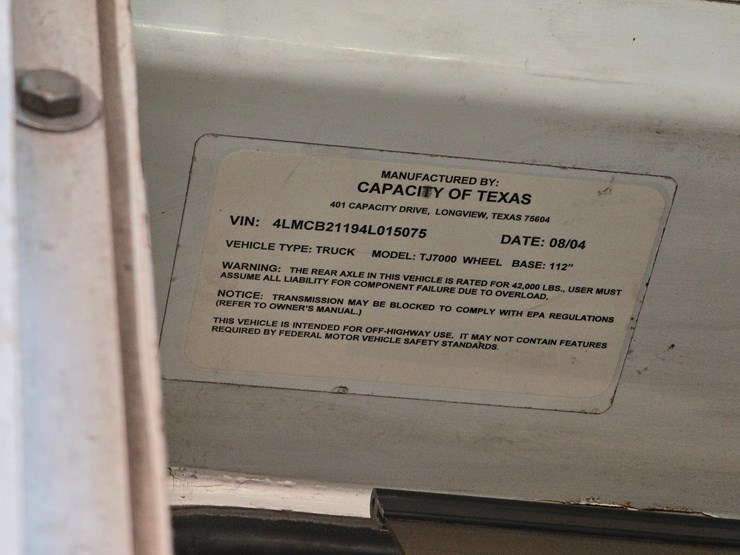 MANUFACTURED BY:
CAPACITY OF TEXAS
401 CAPACITY DRIVE, LONGVIEW, TEXAS 75604
VIN: 4LMCB21194L015075 DATE: 08/04
VEHICLE TYPE: TRUCK MODEL: TJ7000 WHEEL BASE: 112"
WARNING: THE REAR AXLE IN THIS VEHICLE IS RATED FOR 42,000 LBS., USER MUST
ASSUME ALL LIABILITY FOR COMPONENT FAILURE DUE TO OVERLOAD.
NOTICE: TRANSMISSION MAY BE BLOCKED TO COMPLY WITH EPA REGULATIONS
(REFER TO OWNER'S MANUAL.)
THIS VEHICLE IS INTENDED FOR OFF-HIGHWAY USE. IT MAY NOT CONTAIN FEATURES
REQUIRED BY FEDERAL MOTOR VEHICLE SAFETY STANDARDS.